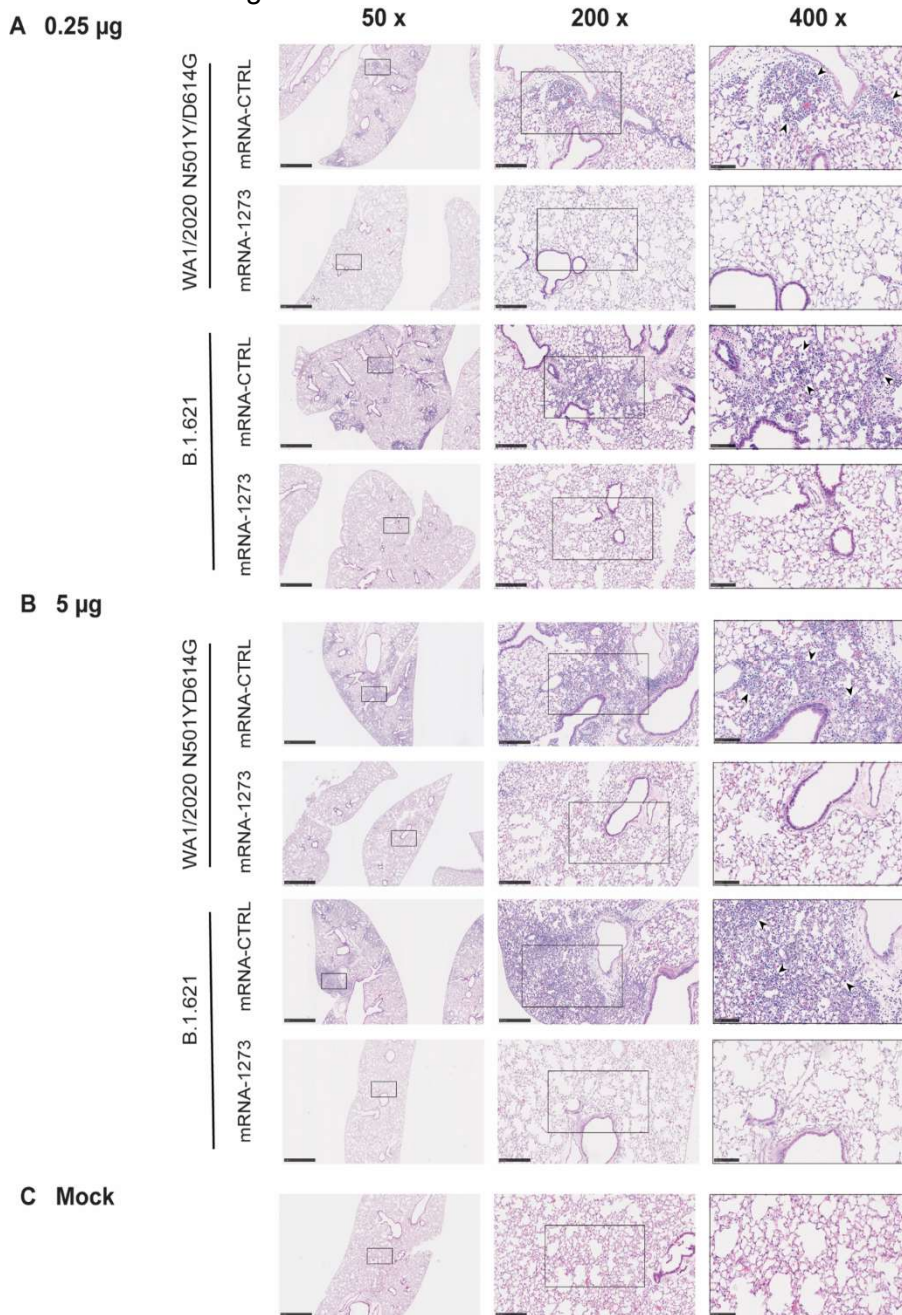 A 0.25 µg
50 x 200 x 400 x
WA1/2020 N501Y/D614G
mRNA-CTRL
mRNA-1273
B.1.621
mRNA-CTRL
mRNA-1273
B 5 µg
WA1/2020 N501YD614G
mRNA-CTRL
mRNA-1273
B.1.621
mRNA-CTRL
mRNA-1273
C Mock